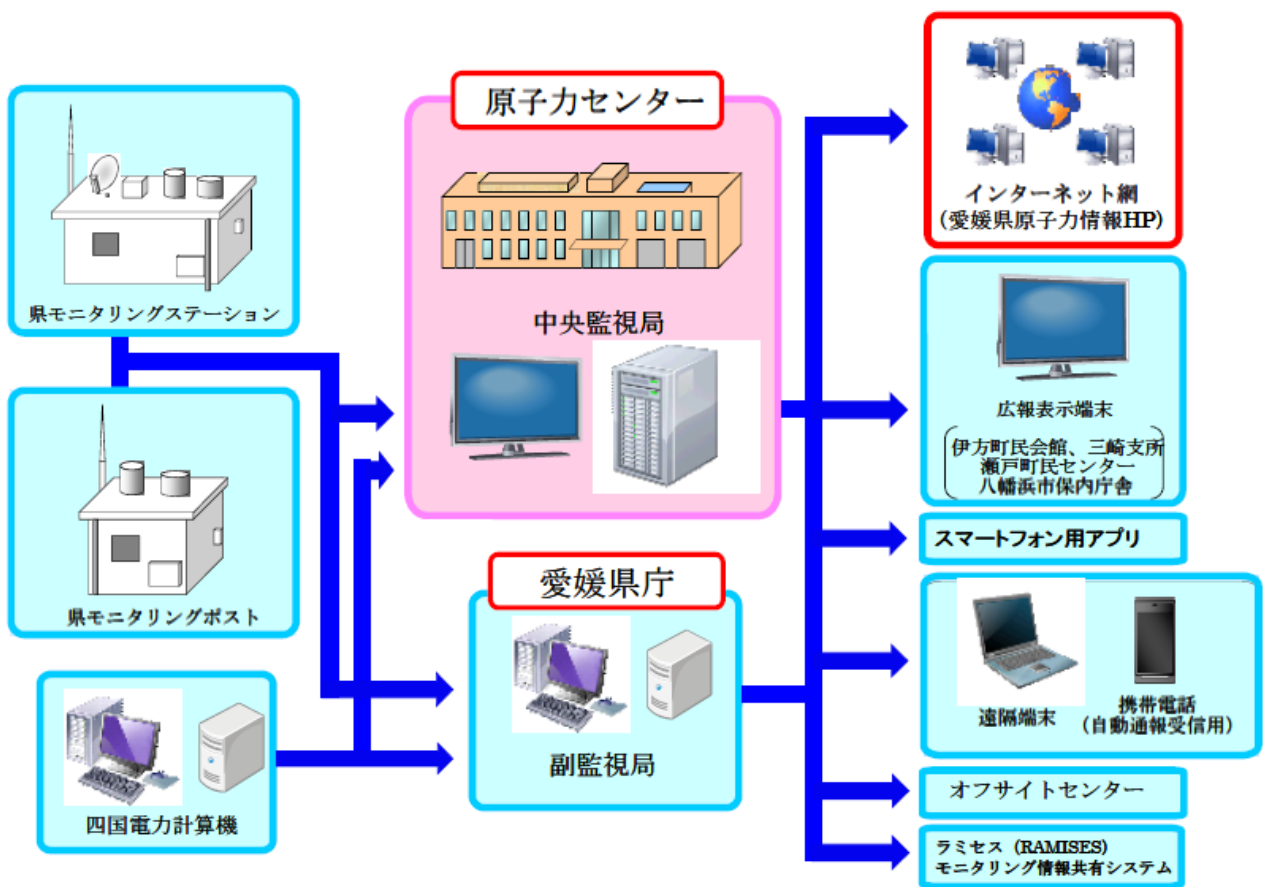 県モニタリングステーション
県モニタリングポスト
四国電力計算機
原子力センター
中央監視局
愛媛県庁
副監視局
インターネット網
(愛媛県原子力情報HP)
広報表示端末
伊方町民会館、三崎支所
瀬戸町民センター
八幡浜市保内庁舎
スマートフォン用アプリ
遠隔端末
携帯電話
(自動通報受信用)
オフサイトセンター
ラミセス (RAMISES)
モニタリング情報共有システム